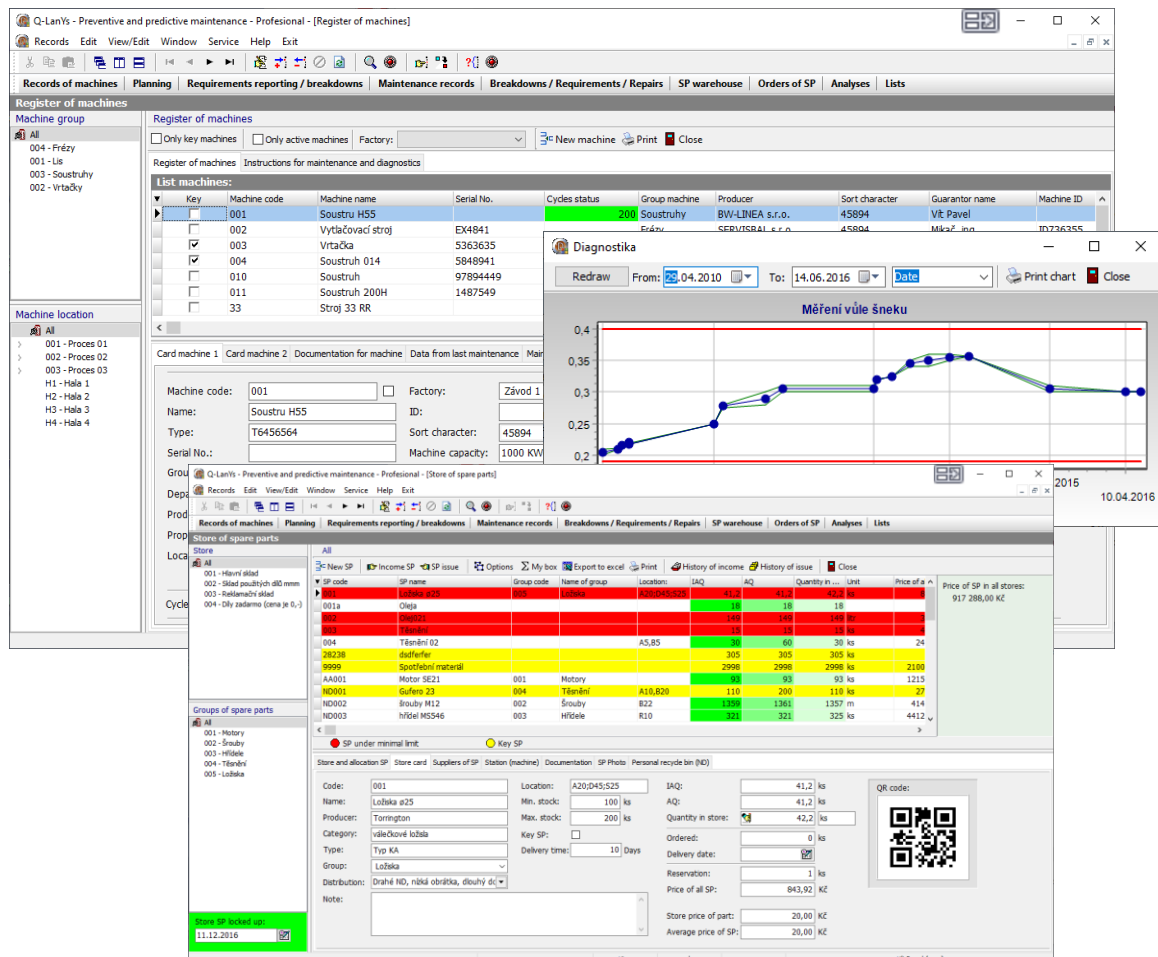 Q-LanYs - Preventive and predictive maintenance - Profesional - [Register of machines]
Records Edit View/Edit Window Service Help Exit
Records of machines Planning Requirements reporting / breakdowns Maintenance records Breakdowns / Requirements / Repairs SP warehouse Orders of SP Analyses Lists
Register of machines
Machine group
All
004 - Frézy
001 - Lis
003 - Soustruhy
002 - Vrtačky
Machine location
All
001 - Proces 01
002 - Proces 02
003 - Proces 03
H1 - Hala 1
H2 - Hala 2
H3 - Hala 3
H4 - Hala 4
Register of machines
Only key machines Only active machines Factory: New machine Print Close
Register of machines Instructions for maintenance and diagnostics
List machines:
Key Machine code Machine name Serial No. Cycles status Group machine Producer Sort character Guarantor name Machine ID
001 Soustru H55 200 Soustruhy BW-LINEA s.r.o. 45894 Vít Pavel
002 Vytlačovací stroj EX4841 Frézy SERVISBAL s.r.o. 45894 Mikač, ing. ID736355
003 Vrtačka 5363635
004 Soustruh 014 5848941
010 Soustruh 97894449
011 Soustruh 200H 1487549
33 Stroj 33 RR
Card machine 1 Card machine 2 Documentation for machine Data from last maintenance
Machine code: 001 Factory: Závod 1
Name: Soustru H55 ID:
Type: T6456564 Sort character: 45894
Serial No.: Machine capacity: 1000 KW
Diagnostika
Redraw From: 29.04.2010 To: 14.06.2016 Date Print chart Close
Měření vůle šneku
0,4
0,35
0,3
0,25
0,2
2015
10.04.2016
Q-LanYs - Preventive and predictive maintenance - Profesional - [Store of spare parts]
Records Edit View/Edit Window Service Help Exit
Records of machines Planning Requirements reporting / breakdowns Maintenance records Breakdowns / Requirements / Repairs SP warehouse Orders of SP Analyses Lists
Store of spare parts
Store
All
001 - Hlavní sklad
002 - Sklad použitých dílů mmm
003 - Reklamační sklad
004 - Díly zadarmo (cena je 0,-)
Groups of spare parts
All
001 - Motory
002 - Šrouby
003 - Hřídele
004 - Těsnění
005 - Ložiska
Store SP locked up:
11.12.2016
All
New SP Income SP SP issue Options My box Export to excel Print History of income History of issue Close
SP code SP name Group code Name of group Location: IAQ AQ Quantity in ... Unit Price of a
001 Ložiska ø25 005 Ložiska A20;D45;S25 41,2 41,2 42,2 ks
001a Oleja 18 18 18
002 Olej021 149 149 149 ltr
003 Těsnění 15 15 15 ks
004 Těsnění 02 A5,B5 30 60 30 ks 24
28238 dsdferfer 305 305 305 ks
9999 Spotřební materiál 2998 2998 2998 ks 2100
AA001 Motor SE21 001 Motory 93 93 93 ks 1215
ND001 Gufero 23 004 Těsnění A10,B20 110 200 110 ks 27
ND002 šrouby M12 002 Šrouby B22 1359 1361 1357 m 414
ND003 hřídel MS546 003 Hřídele R10 321 321 325 ks 4412
Price of SP in all stores:
917 288,00 Kč
SP under minimal limit Key SP
Store and allocation SP Store card Suppliers of SP Station (machine) Documentation SP Photo Personal recycle bin (ND)
Code: 001 Location: A20;D45;S25 IAQ: 41,2 ks
Name: Ložiska ø25 Min. stock: 100 ks AQ: 41,2 ks
Producer: Torrington Max. stock: 200 ks Quantity in store: 42,2 ks
Category: válečkové ložisla Key SP: Ordered: 0 ks
Type: Typ KA Delivery time: 10 Days Delivery date:
Group: Ložiska Reservation: 1 ks
Distribution: Drahé ND, nízká obrátka, dlouhý Price of all SP: 843,92 Kč
Note:
Store price of part: 20,00 Kč
Average price of SP: 20,00 Kč
QR code: